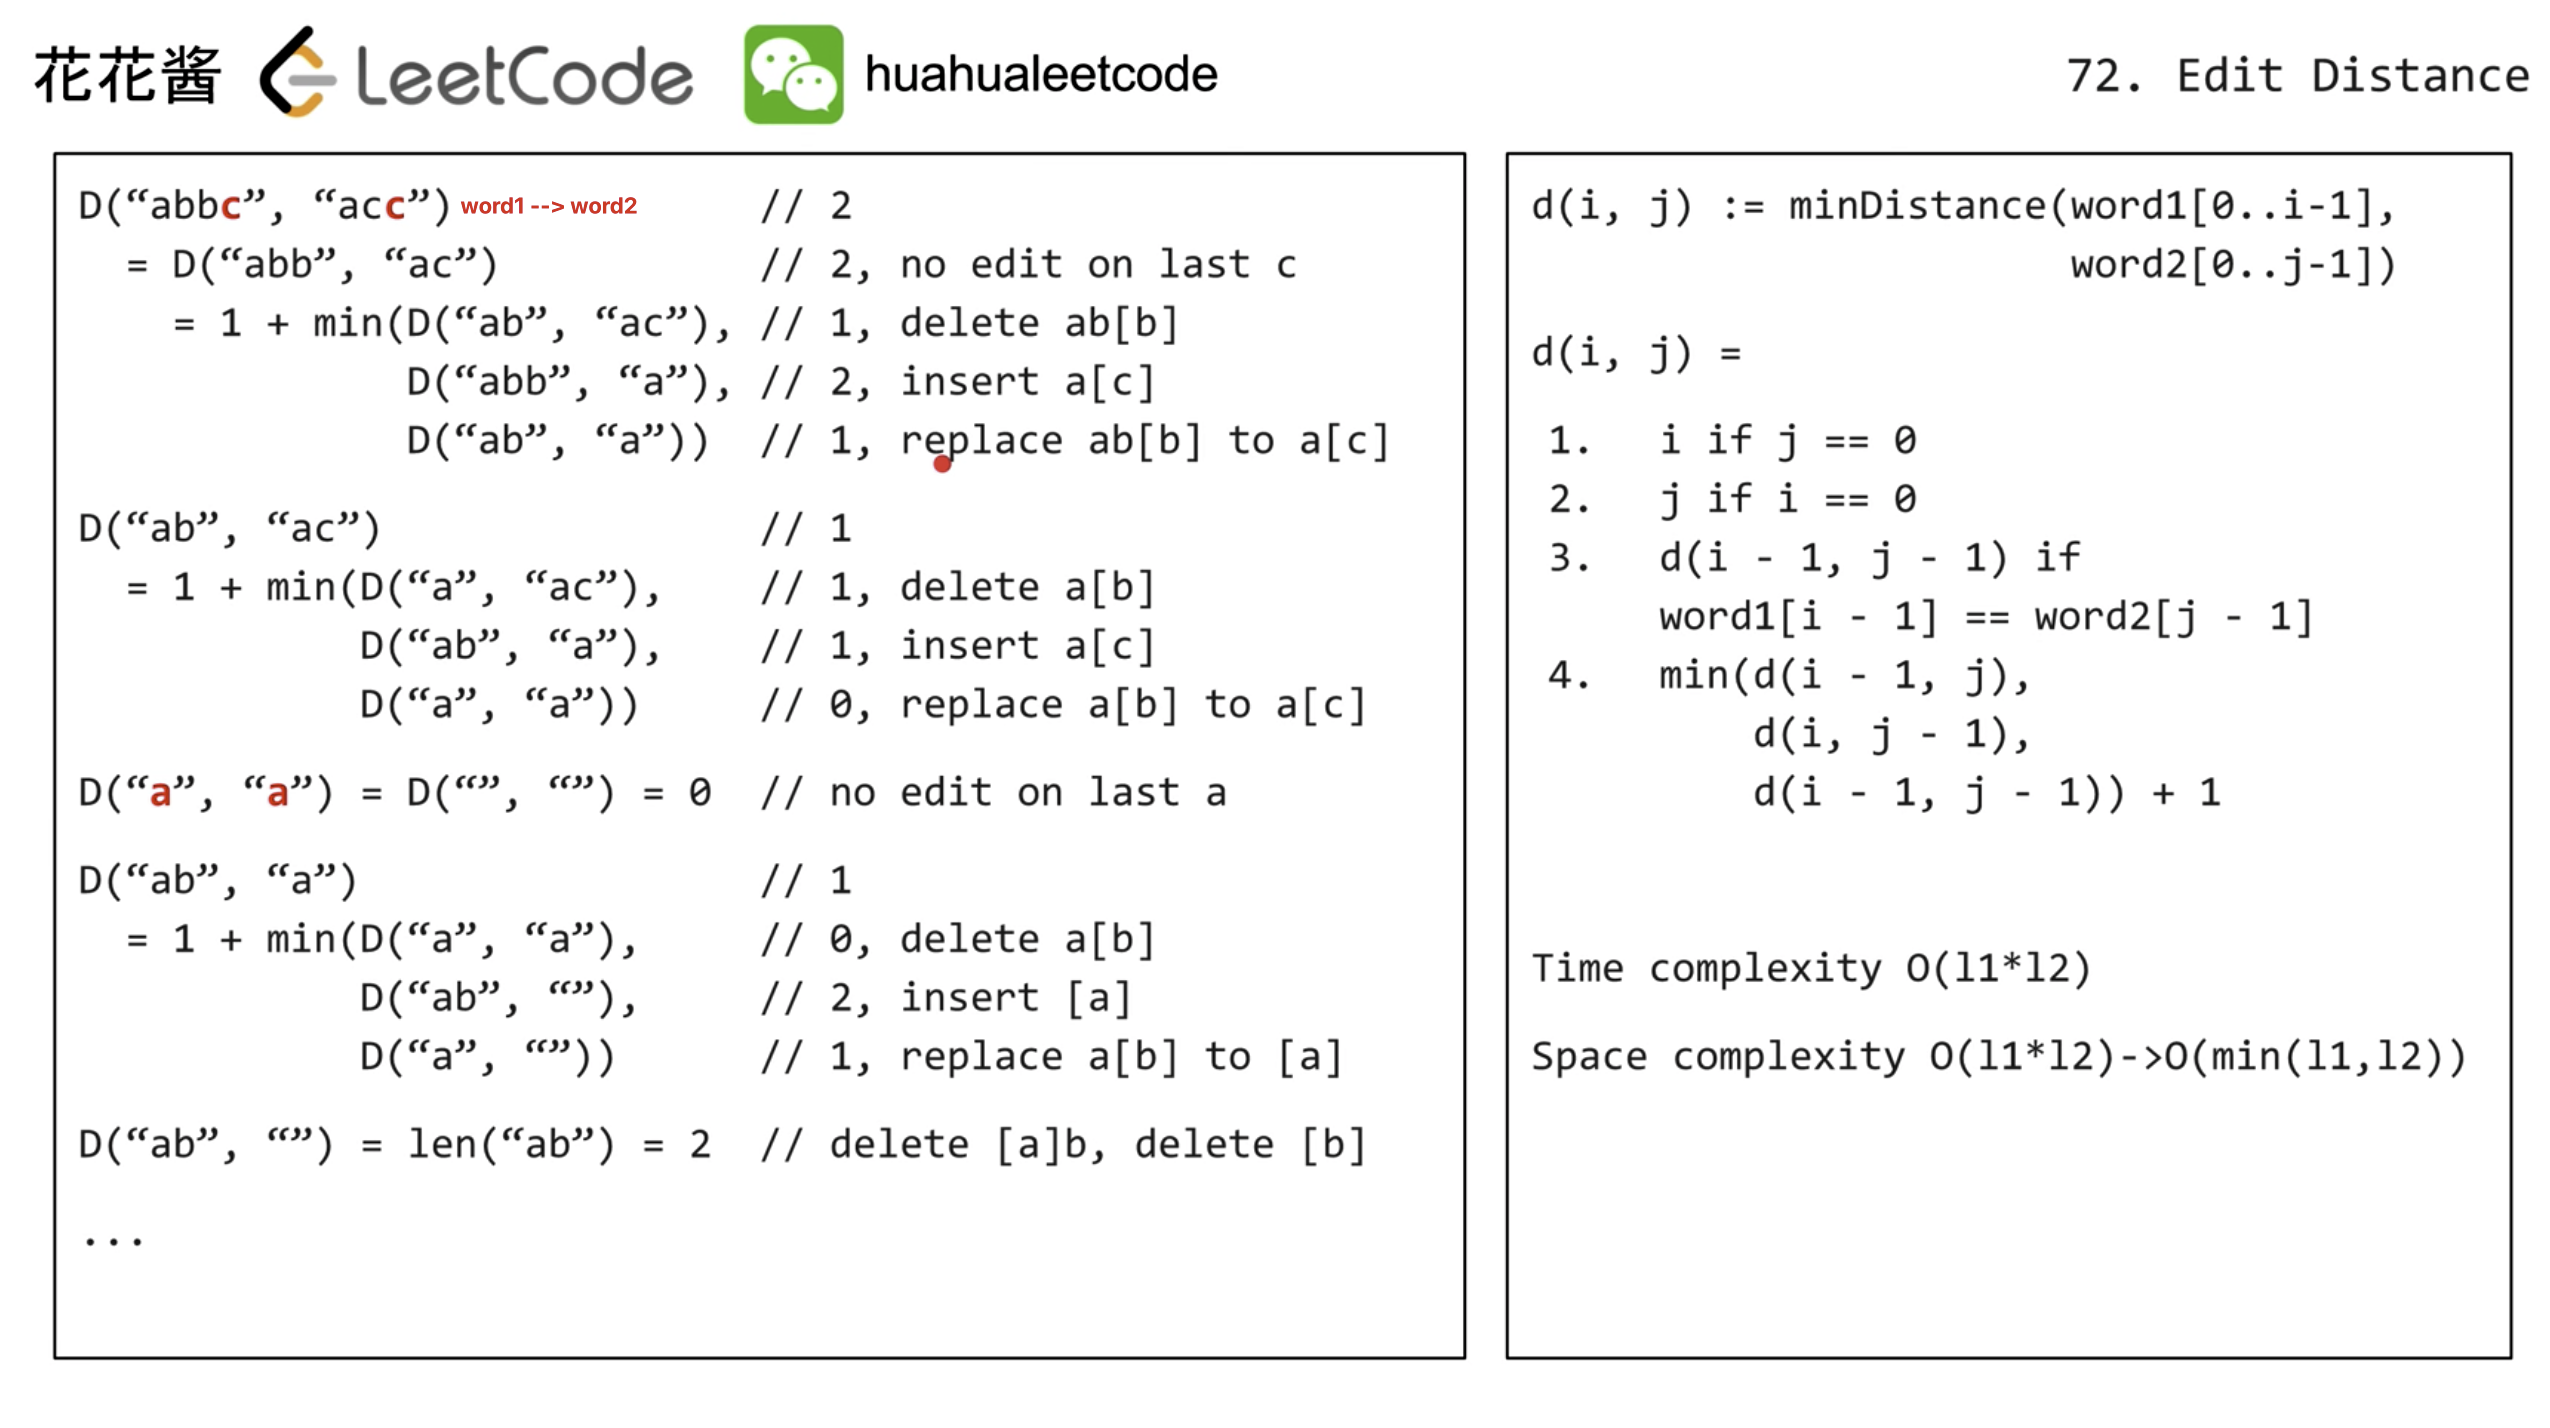 花花酱 LeetCode huahualeetcode 72. Edit Distance
D(“abbc”, “acc”) word1 --> word2 // 2
= D(“abb”, “ac”) // 2, no edit on last c
= 1 + min(D(“ab”, “ac”), // 1, delete ab[b]
D(“abb”, “a”), // 2, insert a[c]
D(“ab”, “a”)) // 1, replace ab[b] to a[c]
D(“ab”, “ac”) // 1
= 1 + min(D(“a”, “ac”), // 1, delete a[b]
D(“ab”, “a”), // 1, insert a[c]
D(“a”, “a”)) // 0, replace a[b] to a[c]
D(“a”, “a”) = D(“”, “”) = 0 // no edit on last a
D(“ab”, “a”) // 1
= 1 + min(D(“a”, “a”), // 0, delete a[b]
D(“ab”, “”), // 2, insert [a]
D(“a”, “”)) // 1, replace a[b] to [a]
D(“ab”, “”) = len(“ab”) = 2 // delete [a]b, delete [b]
...
d(i, j) := minDistance(word1[0..i-1],
word2[0..j-1])
d(i, j) =
1. i if j == 0
2. j if i == 0
3. d(i - 1, j - 1) if
word1[i - 1] == word2[j - 1]
4. min(d(i - 1, j),
d(i, j - 1),
d(i - 1, j - 1)) + 1
Time complexity O(l1*l2)
Space complexity O(l1*l2)->O(min(l1,l2))